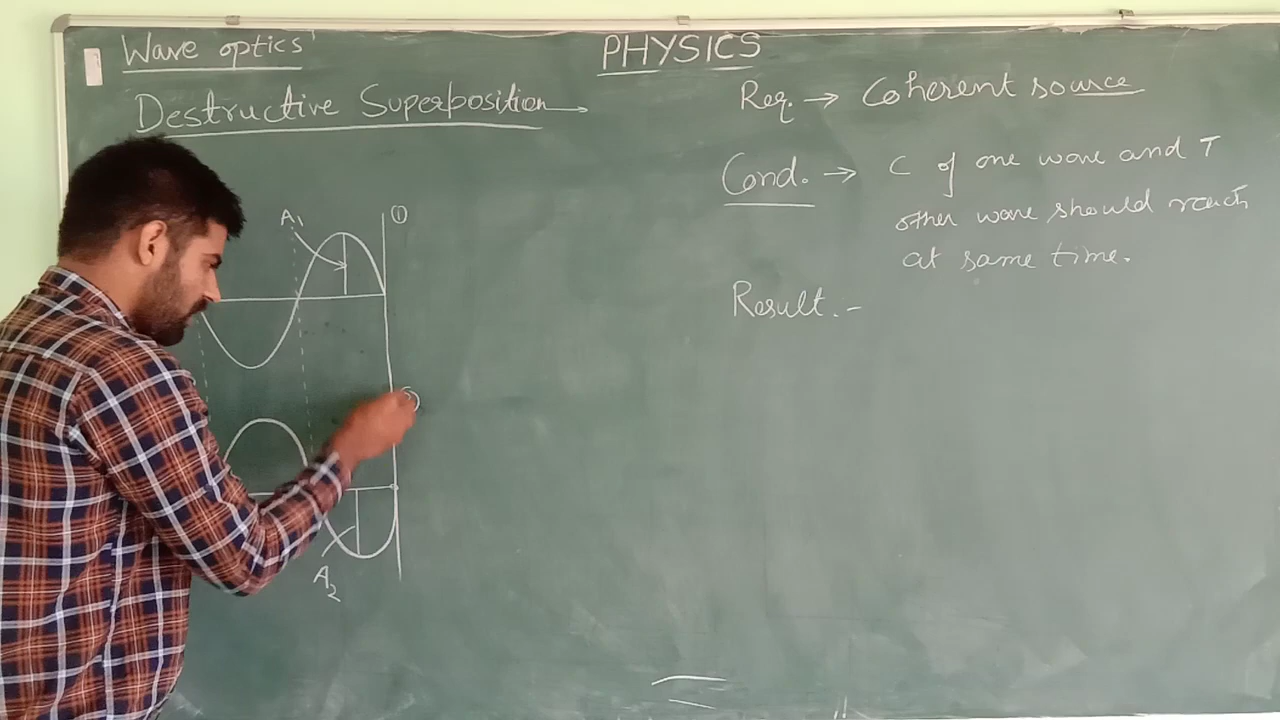 Wave optics
PHYSICS
Destructive Superposition →
Req. → Coherent source
Cond. → C of one wave and T
other wave should reach
at same time.
Result. -
A1
①
A2